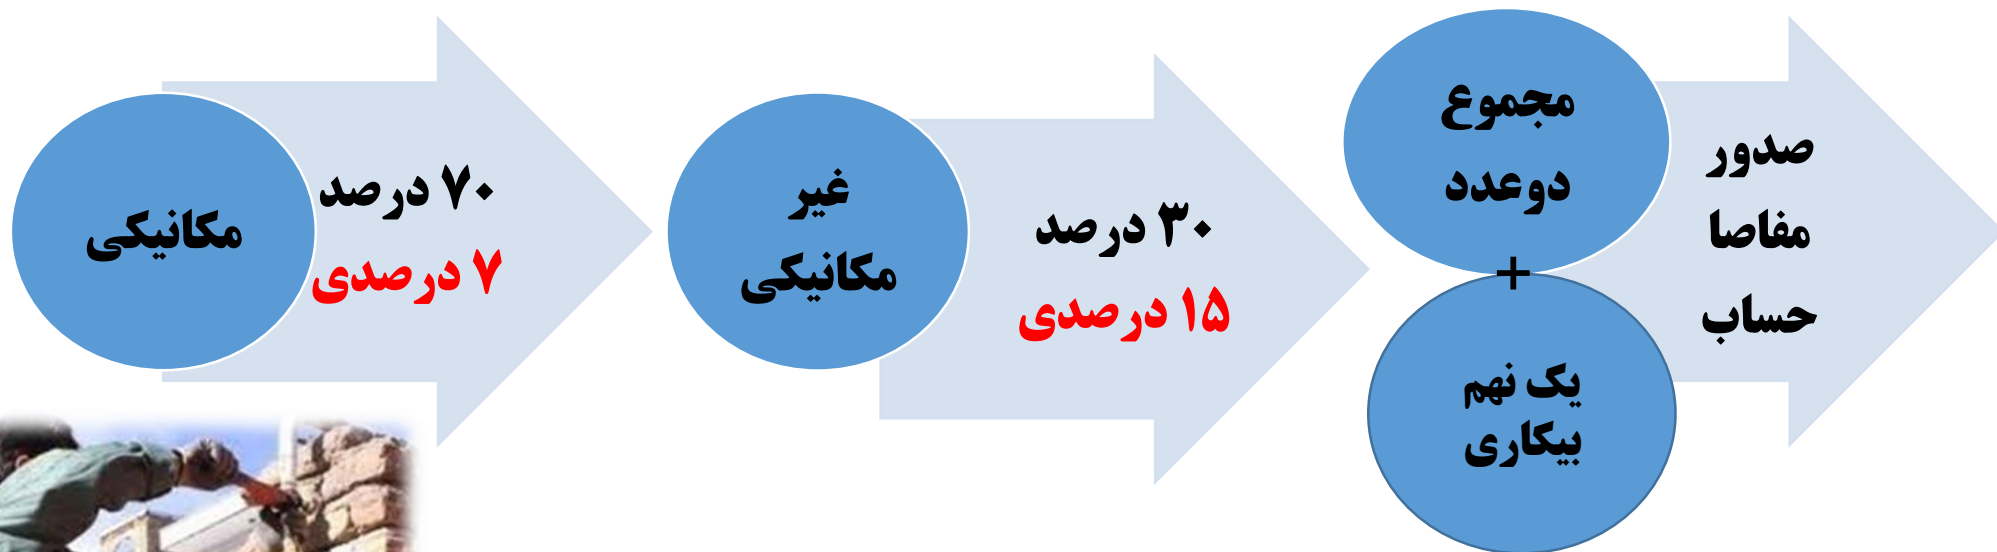 مکانیکی
۷۰ درصد
۷ درصدی
غیر
مکانیکی
۳۰ درصد
۱۵ درصدی
مجموع
دوعدد
+
یک نهم
بیکاری
صدور
مفاصا
حساب